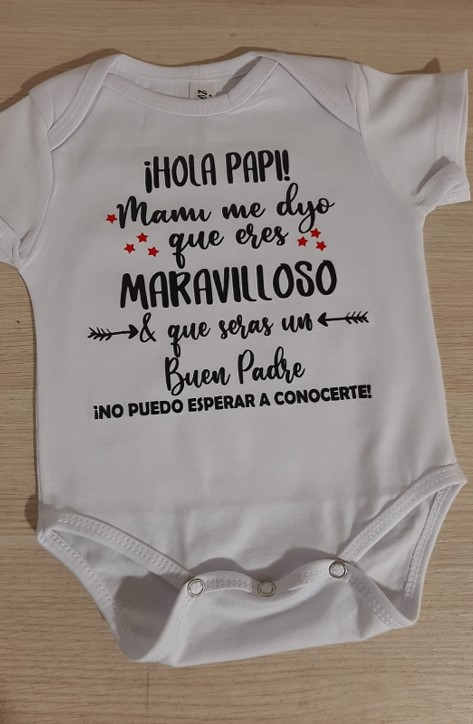 ¡HOLA PAPI!
Mami me dijo
que eres
MARAVILLOSO
& que seras un
Buen Padre
¡NO PUEDO ESPERAR A CONOCERTE!